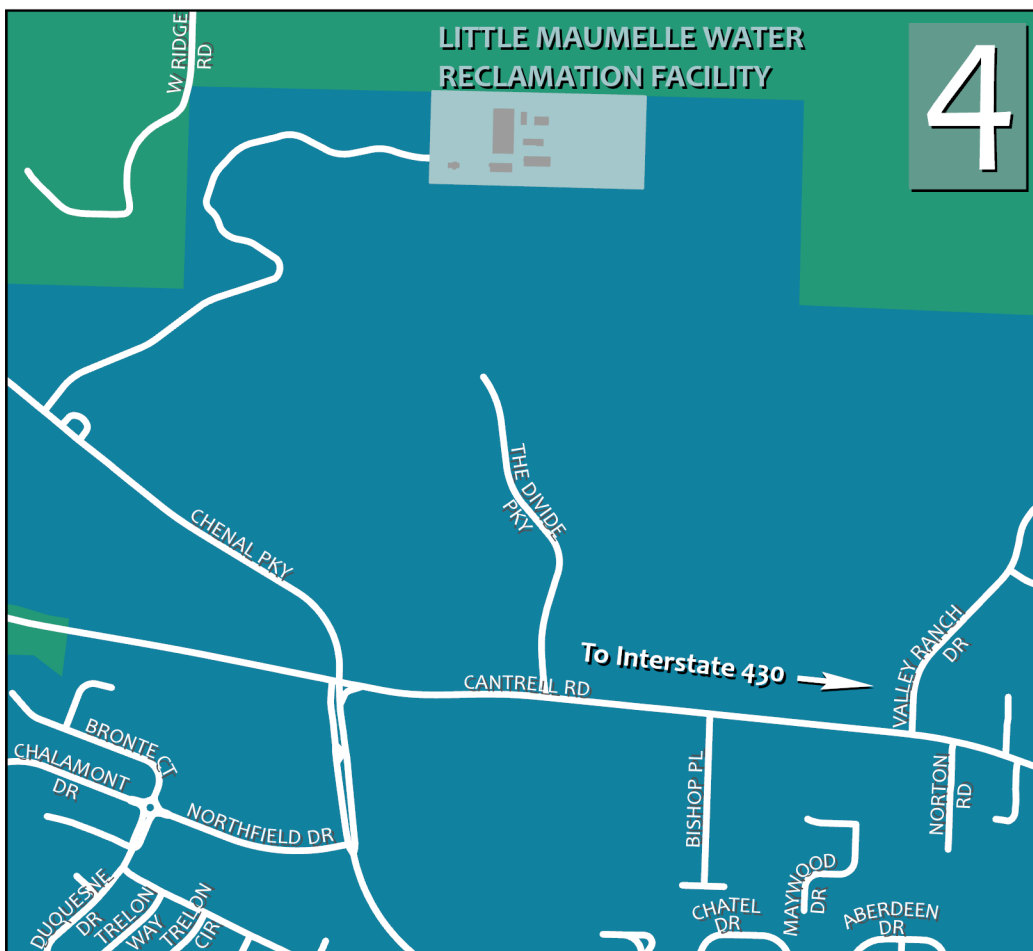 LITTLE MAUMELLE WATER
RECLAMATION FACILITY
4
W RIDGE
RD
THE DIVIDE
PKY
CHENAL PKY
To Interstate 430
CANTRELL RD
VALLEY RANCH
DR
BRONTE CT
CHALAMONT
DR
NORTHFIELD DR
BISHOP PL
NORTON
RD
MAYWOOD
DR
DUQUESNE
DR
TRELON
WAY
TRELON
CIR
CHATEL
DR
ABERDEEN
DR